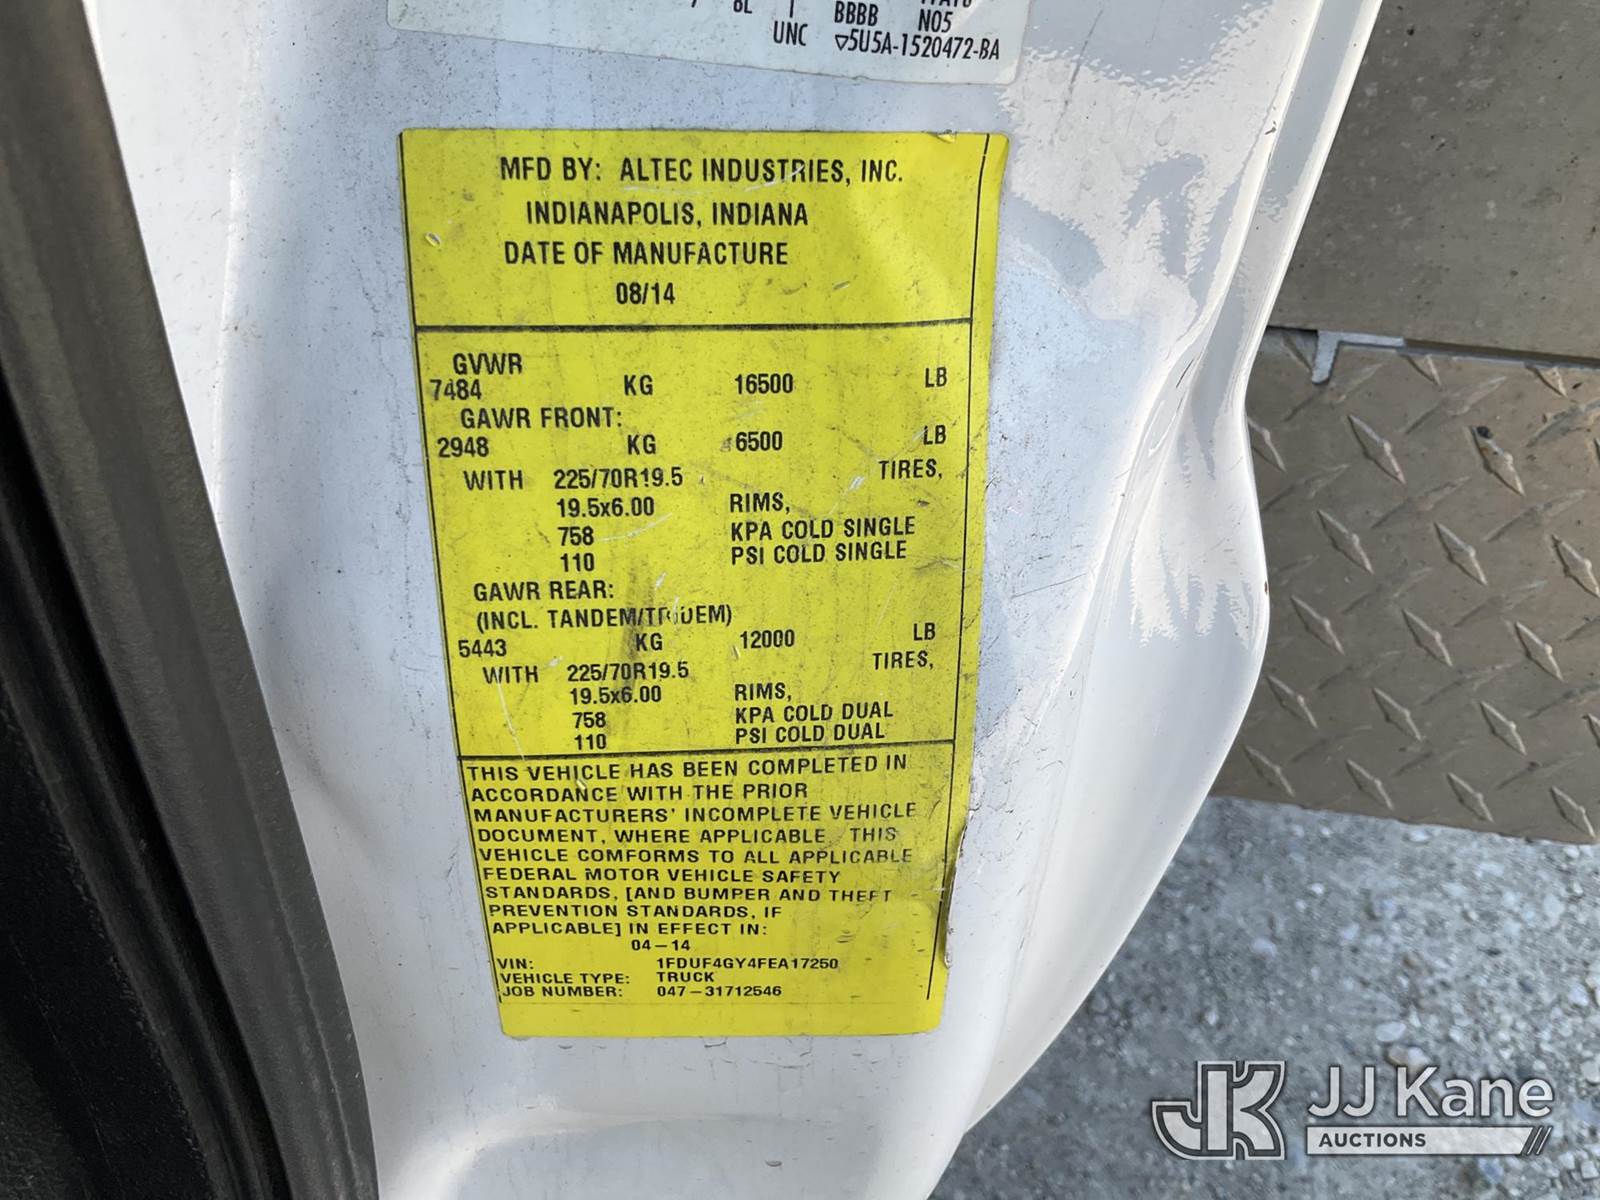 6L 1 BBBB N05
UNC ▽5U5A-1520472-BA
MFD BY: ALTEC INDUSTRIES, INC.
INDIANAPOLIS, INDIANA
DATE OF MANUFACTURE
08/14
GVWR
7484 KG 16500 LB
GAWR FRONT:
2948 KG 6500 LB
WITH 225/70R19.5 TIRES,
19.5x6.00 RIMS,
758 KPA COLD SINGLE
110 PSI COLD SINGLE
GAWR REAR:
(INCL. TANDEM/TRIDEM)
5443 KG 12000 LB
WITH 225/70R19.5 TIRES,
19.5x6.00 RIMS,
758 KPA COLD DUAL
110 PSI COLD DUAL
THIS VEHICLE HAS BEEN COMPLETED IN
ACCORDANCE WITH THE PRIOR
MANUFACTURERS' INCOMPLETE VEHICLE
DOCUMENT, WHERE APPLICABLE THIS
VEHICLE COMFORMS TO ALL APPLICABLE
FEDERAL MOTOR VEHICLE SAFETY
STANDARDS, [AND BUMPER AND THEFT
PREVENTION STANDARDS, IF
APPLICABLE] IN EFFECT IN:
04-14
VIN: 1FDUF4GY4FEA17250
VEHICLE TYPE: TRUCK
JOB NUMBER: 047-31712546
JK JJ Kane
AUCTIONS